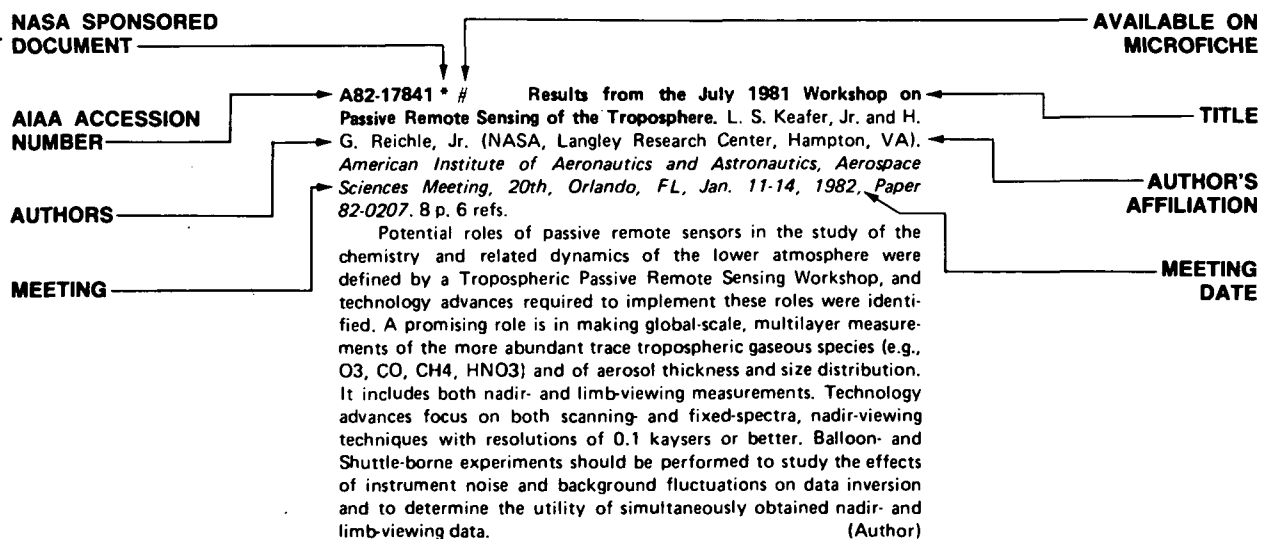 NASA SPONSORED
DOCUMENT
AVAILABLE ON
MICROFICHE
AIAA ACCESSION
NUMBER
TITLE
AUTHORS
AUTHOR'S
AFFILIATION
MEETING
MEETING
DATE
A82-17841 * # Results from the July 1981 Workshop on
Passive Remote Sensing of the Troposphere. L. S. Keafer, Jr. and H.
G. Reichle, Jr. (NASA, Langley Research Center, Hampton, VA).
American Institute of Aeronautics and Astronautics, Aerospace
Sciences Meeting, 20th, Orlando, FL, Jan. 11-14, 1982, Paper
82-0207. 8 p. 6 refs.
Potential roles of passive remote sensors in the study of the
chemistry and related dynamics of the lower atmosphere were
defined by a Tropospheric Passive Remote Sensing Workshop, and
technology advances required to implement these roles were identi-
fied. A promising role is in making global-scale, multilayer measure-
ments of the more abundant trace tropospheric gaseous species (e.g.,
O3, CO, CH4, HNO3) and of aerosol thickness and size distribution.
It includes both nadir- and limb-viewing measurements. Technology
advances focus on both scanning- and fixed-spectra, nadir-viewing
techniques with resolutions of 0.1 kaysers or better. Balloon- and
Shuttle-borne experiments should be performed to study the effects
of instrument noise and background fluctuations on data inversion
and to determine the utility of simultaneously obtained nadir- and
limb-viewing data. (Author)